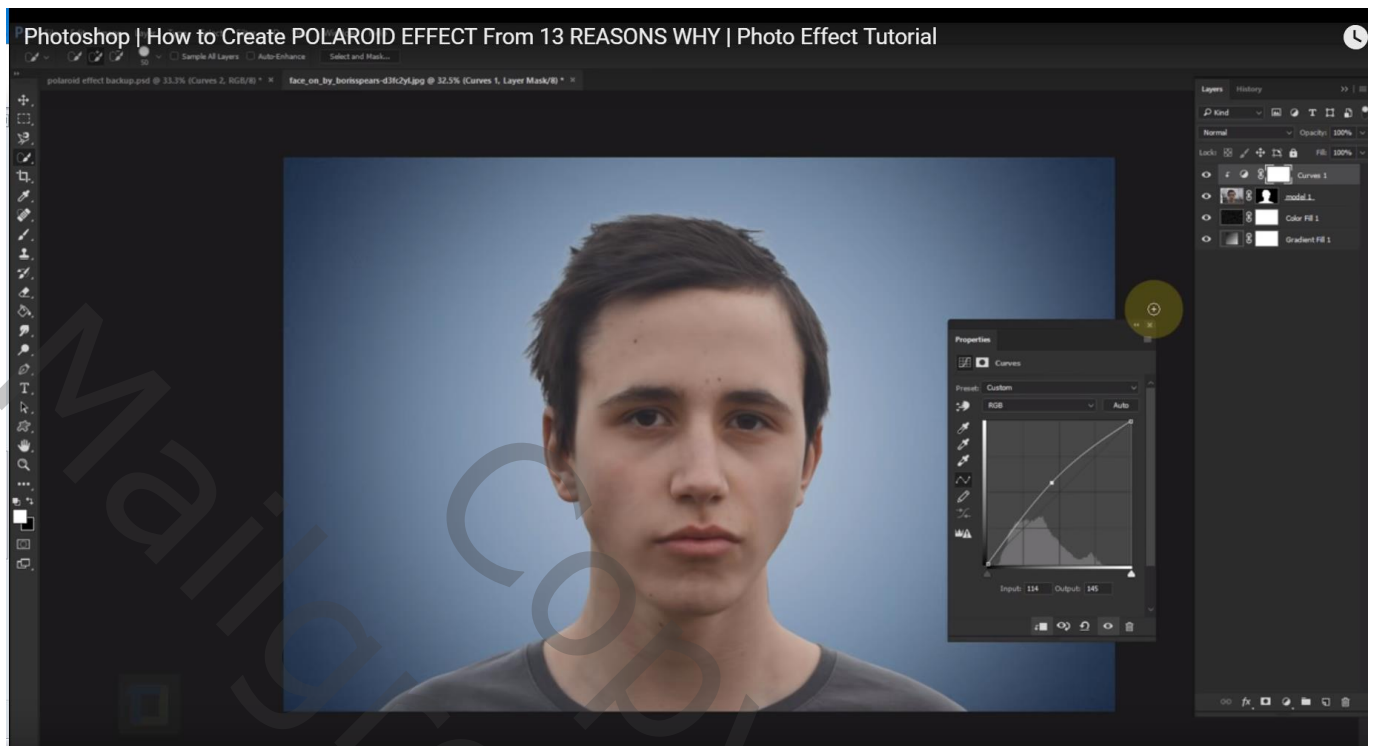 Photoshop | How to Create POLAROID EFFECT From 13 REASONS WHY | Photo Effect Tutorial
50
Sample All Layers Auto-Enhance Select and Mask...
polaroid effect backup.psd @ 33.3% (Curves 2, RGB/8) * × face_on_by_borisspears-d3fc2yl.jpg @ 32.5% (Curves 1, Layer Mask/8) * ×
Layers History
Kind
Normal Opacity: 100%
Lock: Fill: 100%
Curves 1
model 1
Color Fill 1
Gradient Fill 1
Properties
Curves
Preset: Custom
RGB Auto
Input: 114 Output: 145